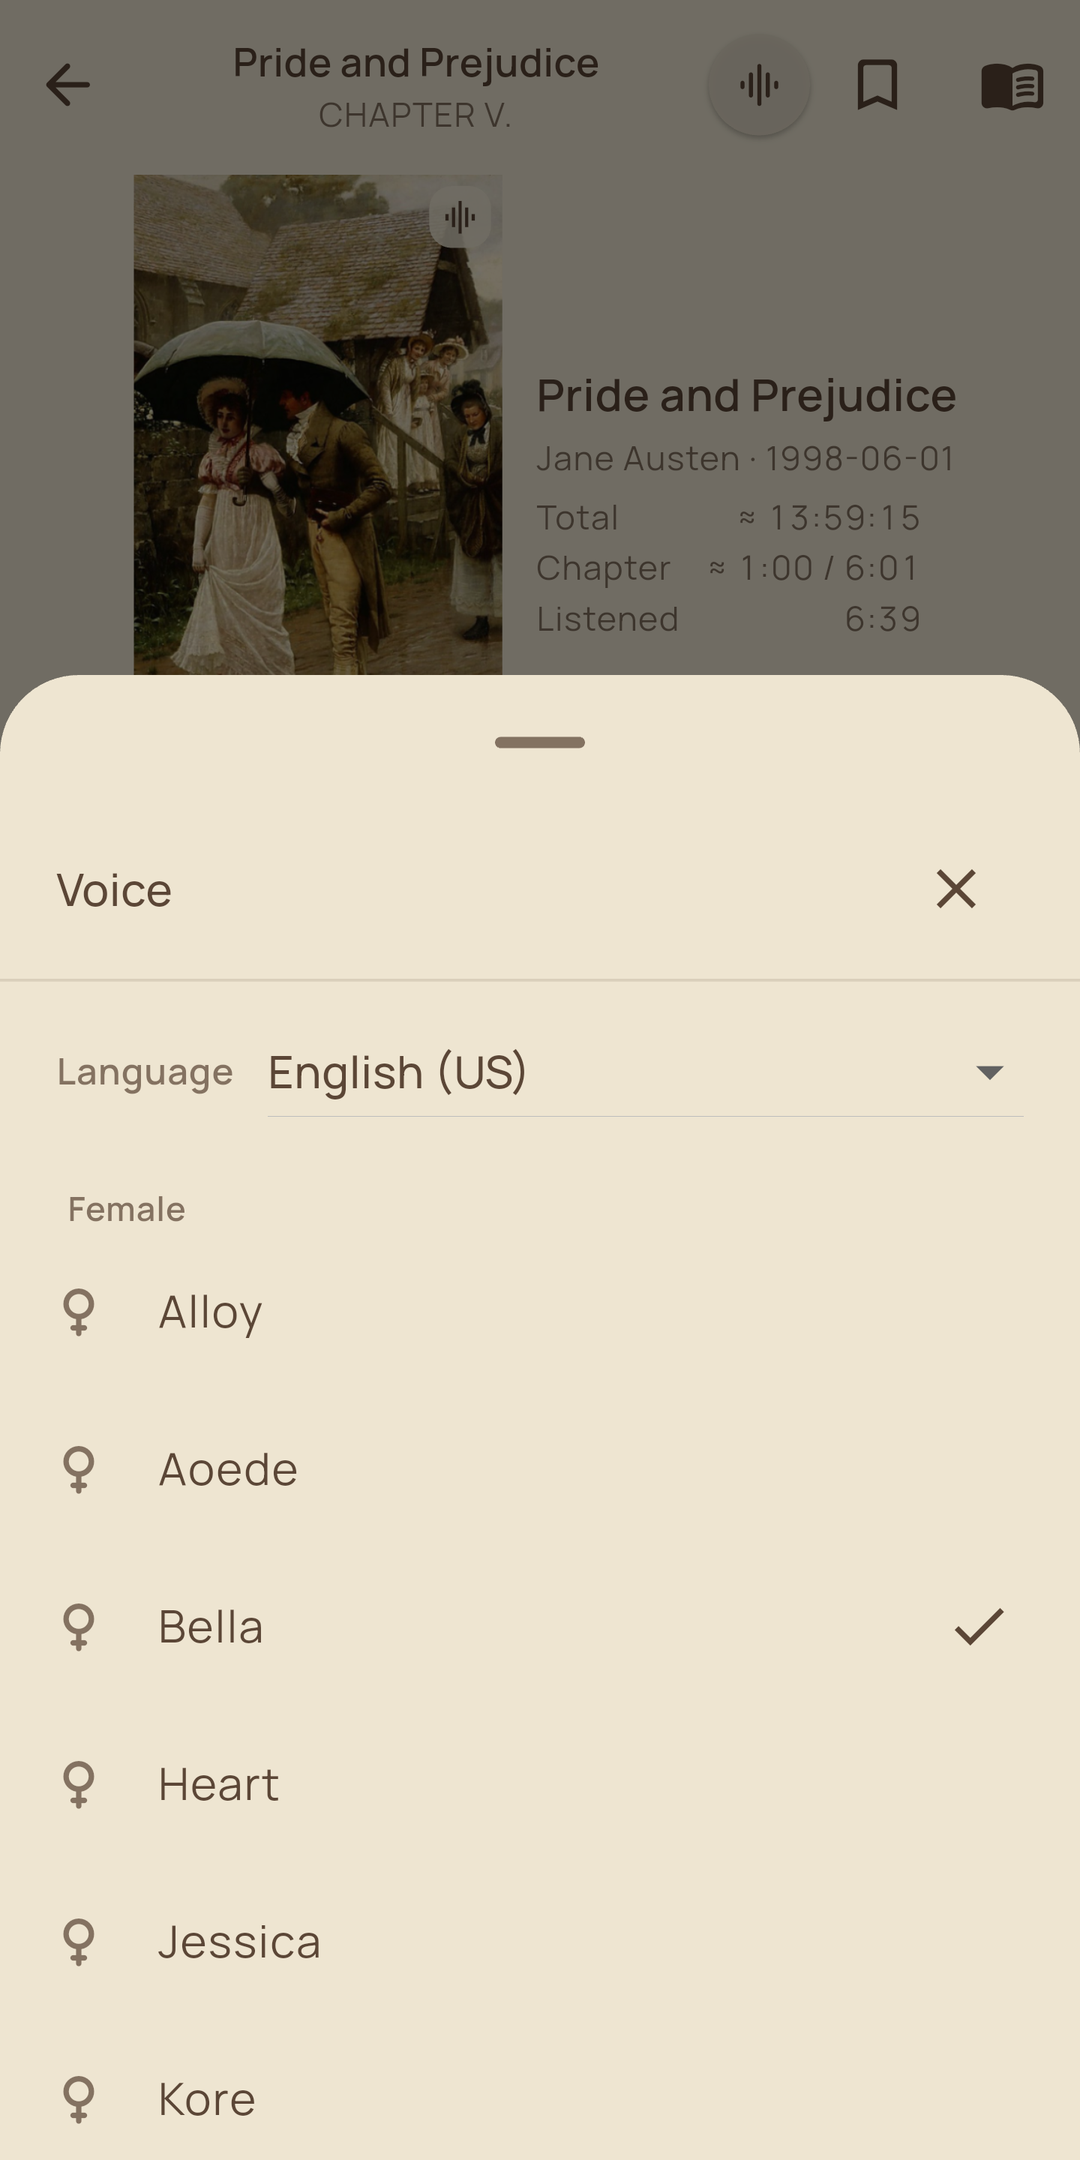 Pride and Prejudice
CHAPTER V.
Pride and Prejudice
Jane Austen · 1998-06-01
Total ≈ 13:59:15
Chapter ≈ 1:00 / 6:01
Listened 6:39
Voice
Language English (US)
Female
Alloy
Aoede
Bella
Heart
Jessica
Kore